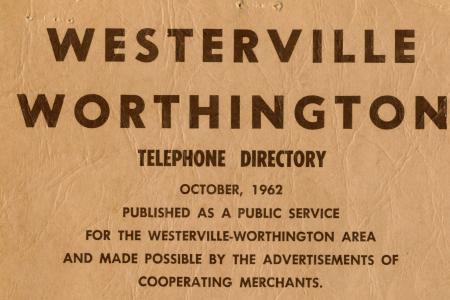 WESTERVILLE
WORTHINGTON
TELEPHONE DIRECTORY
OCTOBER, 1962
PUBLISHED AS A PUBLIC SERVICE
FOR THE WESTERVILLE-WORTHINGTON AREA
AND MADE POSSIBLE BY THE ADVERTISEMENTS OF
COOPERATING MERCHANTS.